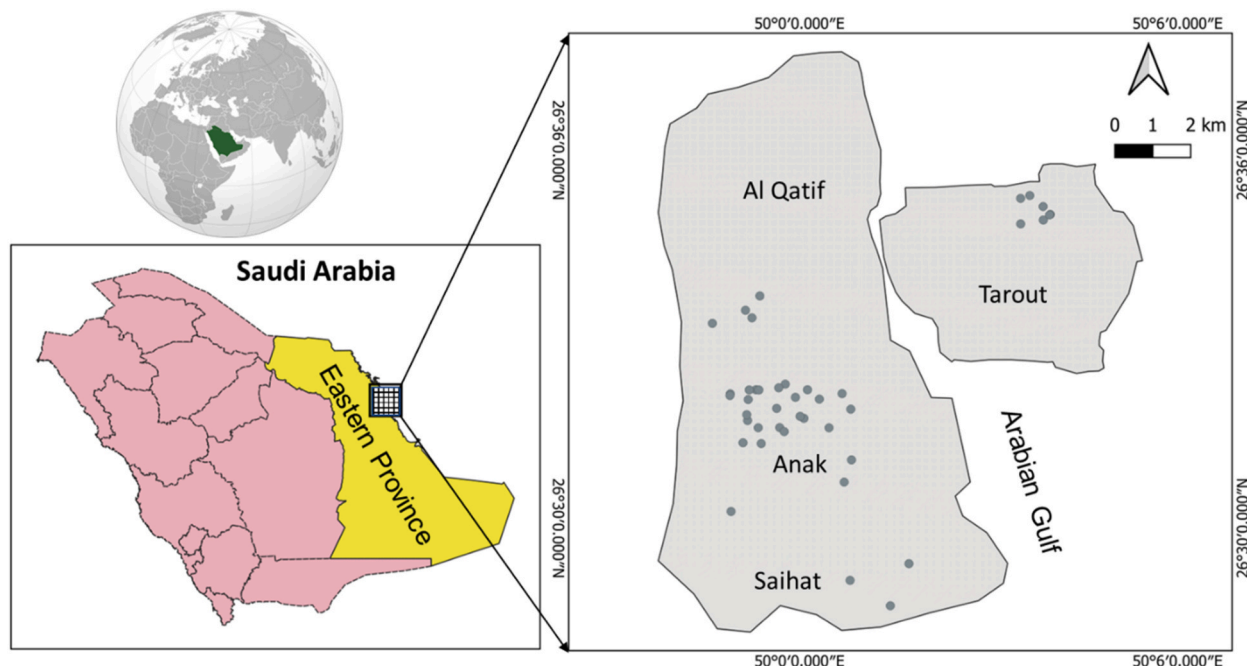 50°0′0.000″E
50°6′0.000″E
26°36′0.000″N
26°36′0.000″N
0 1 2 km
Al Qatif
Tarout
Saudi Arabia
Eastern Province
Arabian Gulf
Anak
26°30′0.000″N
26°30′0.000″N
Saihat
50°0′0.000″E
50°6′0.000″E